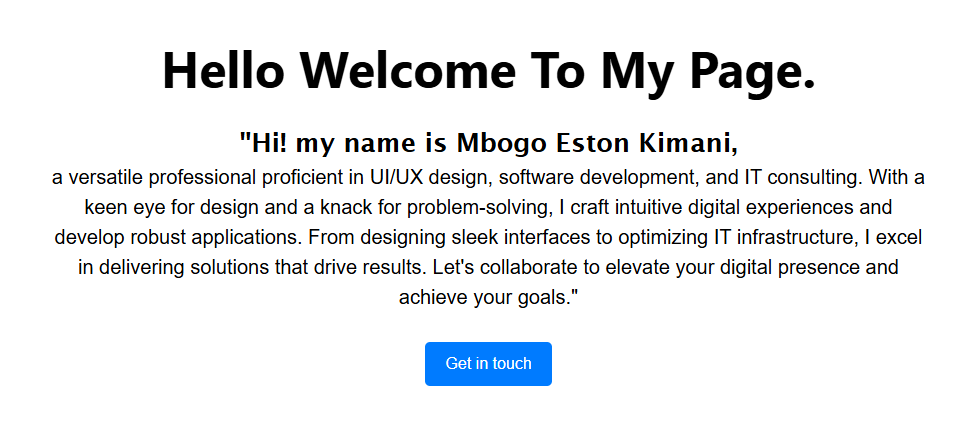 Hello Welcome To My Page.
"Hi! my name is Mbogo Eston Kimani,
a versatile professional proficient in UI/UX design, software development, and IT consulting. With a
keen eye for design and a knack for problem-solving, I craft intuitive digital experiences and
develop robust applications. From designing sleek interfaces to optimizing IT infrastructure, I excel
in delivering solutions that drive results. Let's collaborate to elevate your digital presence and
achieve your goals."
Get in touch